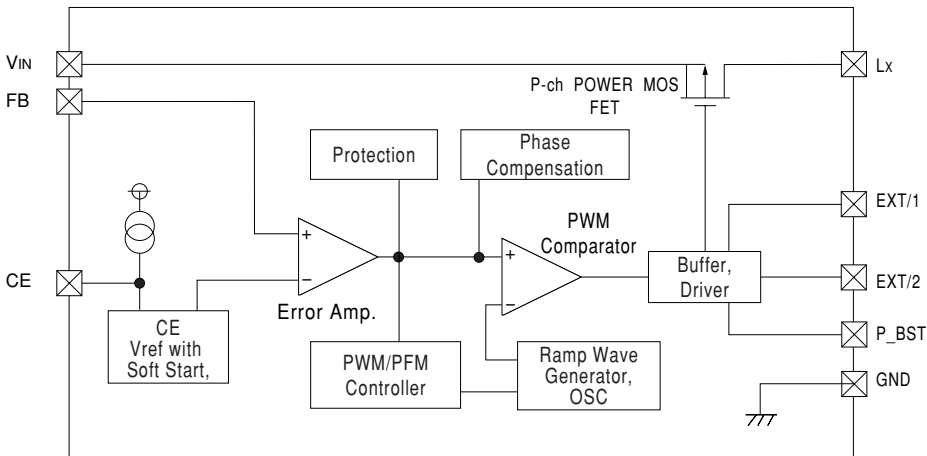 VIN
FB
CE
P-ch POWER MOS
FET
Lx
Protection
Phase
Compensation
EXT/1
+
−
Error Amp.
PWM
Comparator
+
−
Buffer,
Driver
EXT/2
P_BST
GND
CE
Vref with
Soft Start,
PWM/PFM
Controller
Ramp Wave
Generator,
OSC